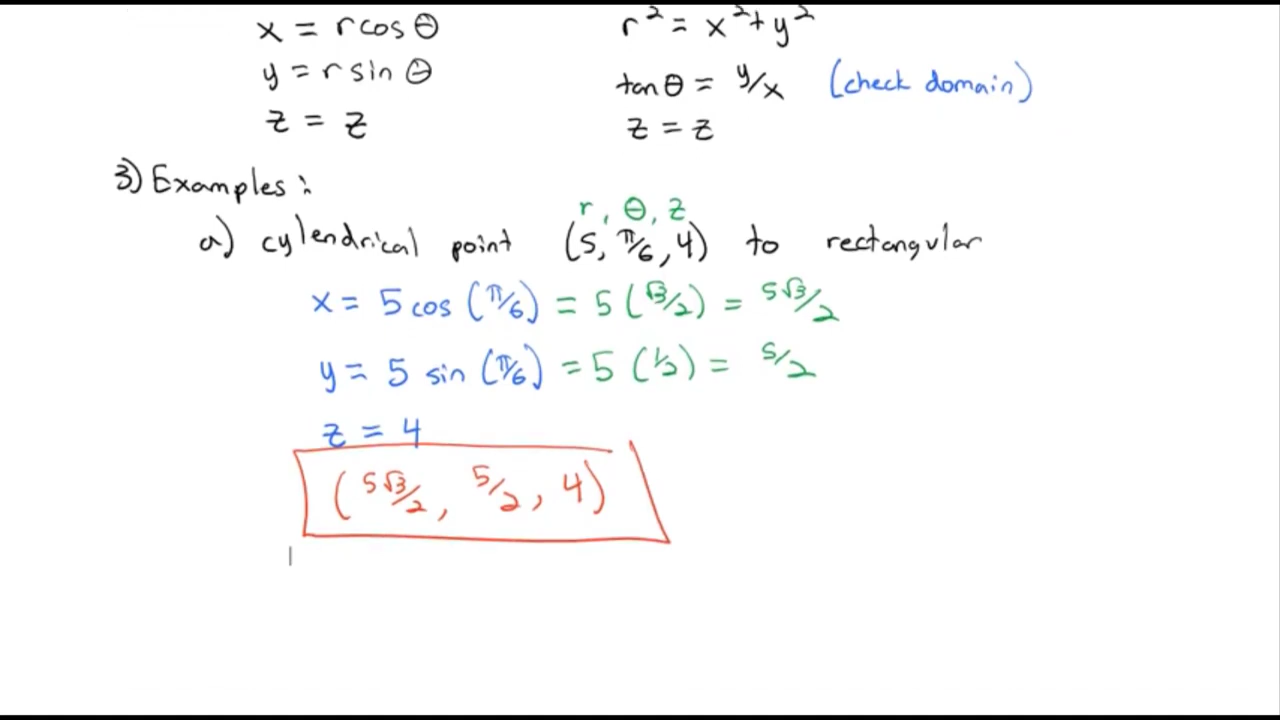 x = r cos θ    r² = x² + y²
y = r sin θ    tan θ = y/x (check domain)
z = z    z = z
3) Examples:
r, θ, z
a) cylendrical point (5, π/6, 4) to rectangular
x = 5 cos (π/6) = 5 (√3/2) = 5√3/2
y = 5 sin (π/6) = 5 (1/2) = 5/2
z = 4
(5√3/2, 5/2, 4)